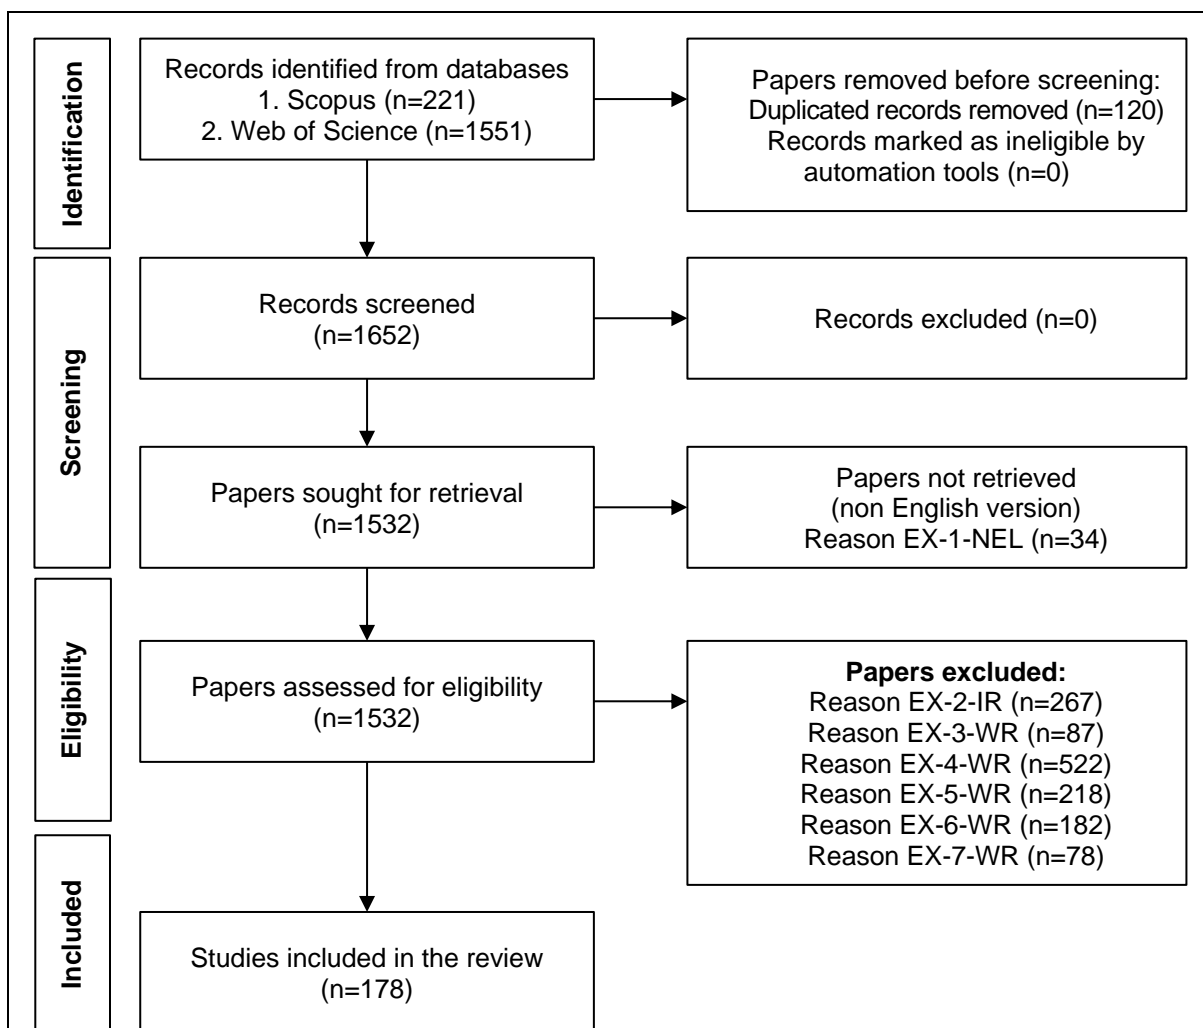 Identification
Records identified from databases
1. Scopus (n=221)
2. Web of Science (n=1551)
Papers removed before screening:
Duplicated records removed (n=120)
Records marked as ineligible by
automation tools (n=0)
Screening
Records screened
(n=1652)
Records excluded (n=0)
Papers sought for retrieval
(n=1532)
Papers not retrieved
(non English version)
Reason EX-1-NEL (n=34)
Eligibility
Papers assessed for eligibility
(n=1532)
Papers excluded:
Reason EX-2-IR (n=267)
Reason EX-3-WR (n=87)
Reason EX-4-WR (n=522)
Reason EX-5-WR (n=218)
Reason EX-6-WR (n=182)
Reason EX-7-WR (n=78)
Included
Studies included in the review
(n=178)